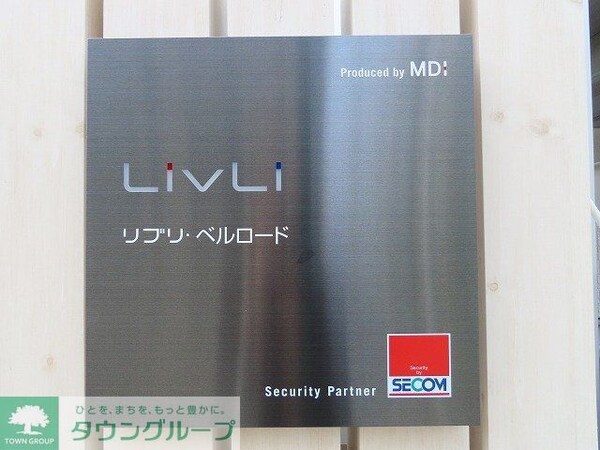 Produced by MDI
LivLi
リブリ・ベルロード
Security
by
SECOM
Security Partner
ひとを、まちを、もっと豊かに。
タウングループ
TOWN GROUP